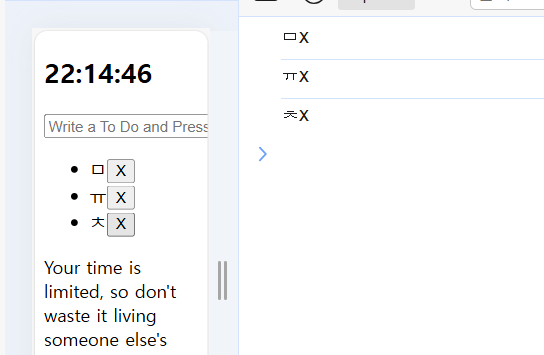 22:14:46
Write a To Do and Press
ㅁ X
ㅠ X
ㅊ X
Your time is
limited, so don't
waste it living
someone else's
ㅁX
ㅠX
ㅊX